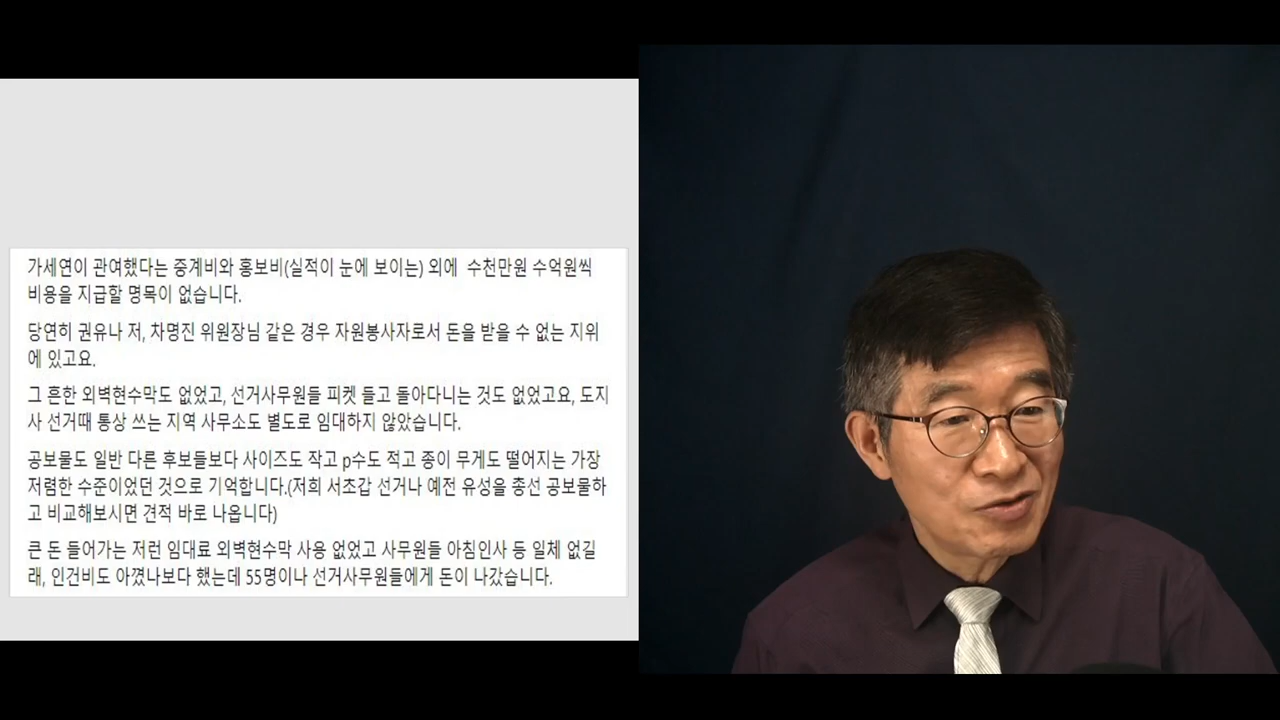 가세연이 관여했다는 중계비와 홍보비(실적이 눈에 보이는) 외에 수천만원 수억원씩
비용을 지급할 명목이 없습니다.
당연히 권유나 저, 차명진 위원장님 같은 경우 자원봉사자로서 돈을 받을 수 없는 지위
에 있고요.
그 흔한 외벽현수막도 없었고, 선거사무원들 피켓 들고 돌아다니는 것도 없었고요, 도지
사 선거때 통상 쓰는 지역 사무소도 별도로 임대하지 않았습니다.
공보물도 일반 다른 후보들보다 사이즈도 작고 p수도 적고 종이 무게도 떨어지는 가장
저렴한 수준이었던 것으로 기억합니다.(저희 서초갑 선거나 예전 유성을 총선 공보물하
고 비교해보시면 견적 바로 나옵니다)
큰 돈 들어가는 저런 임대료 외벽현수막 사용 없었고 사무원들 아침인사 등 일체 없길
래, 인건비도 아꼈나보다 했는데 55명이나 선거사무원들에게 돈이 나갔습니다.